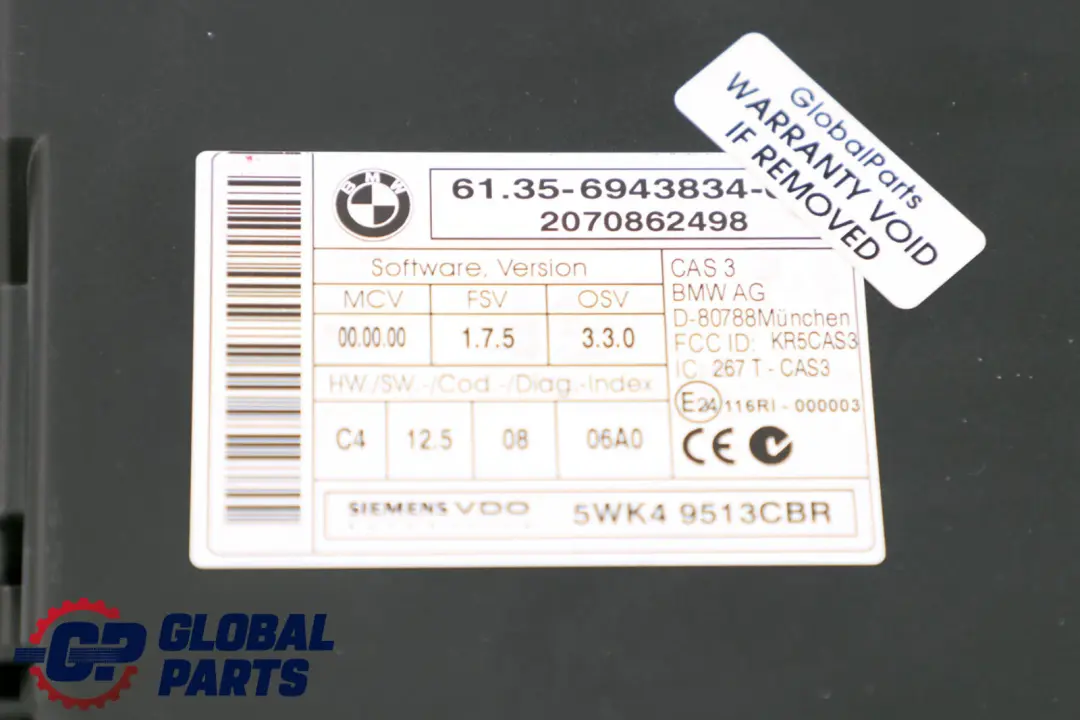 GlobalParts
WARRANTY VOID
IF REMOVED
BMW
61.35-6943834-
2070862498
Software. Version
MCV FSV OSV
00.00.00 1.7.5 3.3.0
HW./SW.-/Cod.-/Diag.-Index
C4 12.5 08 06A0
CAS 3
BMW AG
D-80788München
FCC ID: KR5CAS3
IC: 267 T - CAS3
E24 116RI - 000003
CE
SIEMENS VDO 5WK4 9513CBR
GP GLOBAL
PARTS